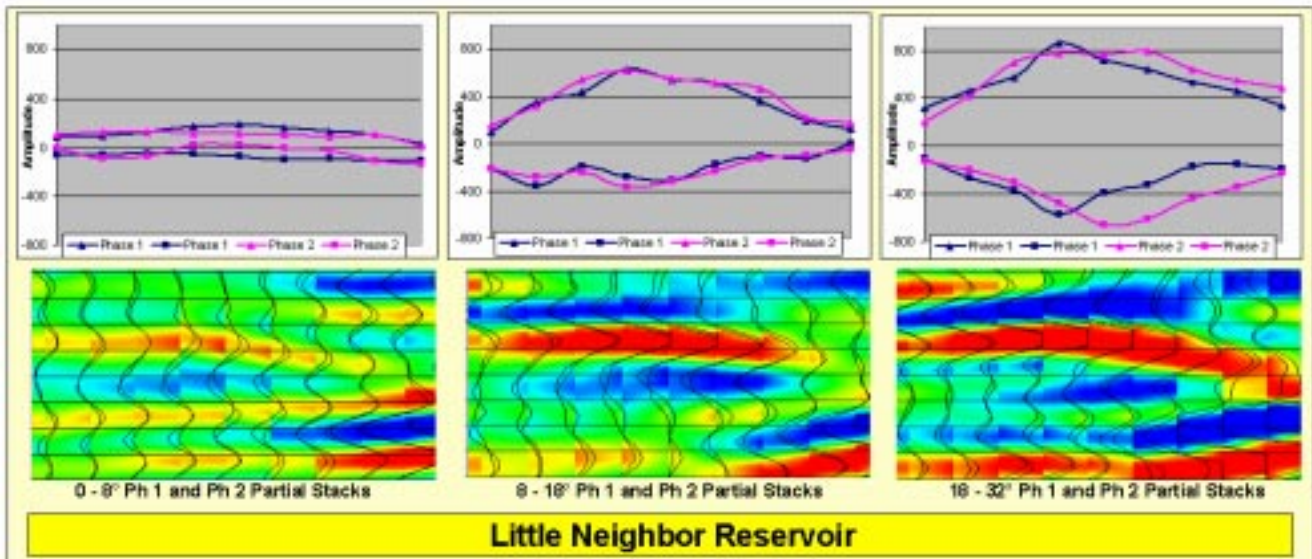 800
400
0
-400
-800
Amplitude
Phase 1 Phase 1 Phase 2 Phase 2
800
400
0
-400
-800
Amplitude
Phase 1 Phase 1 Phase 2 Phase 2
800
400
0
-400
-800
Amplitude
Phase 1 Phase 1 Phase 2 Phase 2
0 - 8° Ph 1 and Ph 2 Partial Stacks
8 - 18° Ph 1 and Ph 2 Partial Stacks
18 - 32° Ph 1 and Ph 2 Partial Stacks
Little Neighbor Reservoir